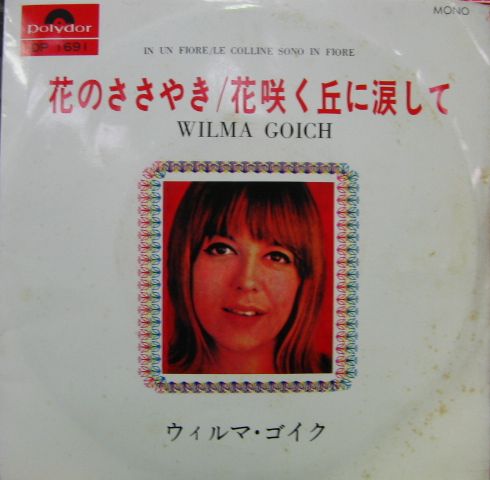 Polydor
DP 1691
MONO
IN UN FIORE/LE COLLINE SONO IN FIORE
花のささやき/花咲く丘に涙して
WILMA GOICH
ウィルマ・ゴイク